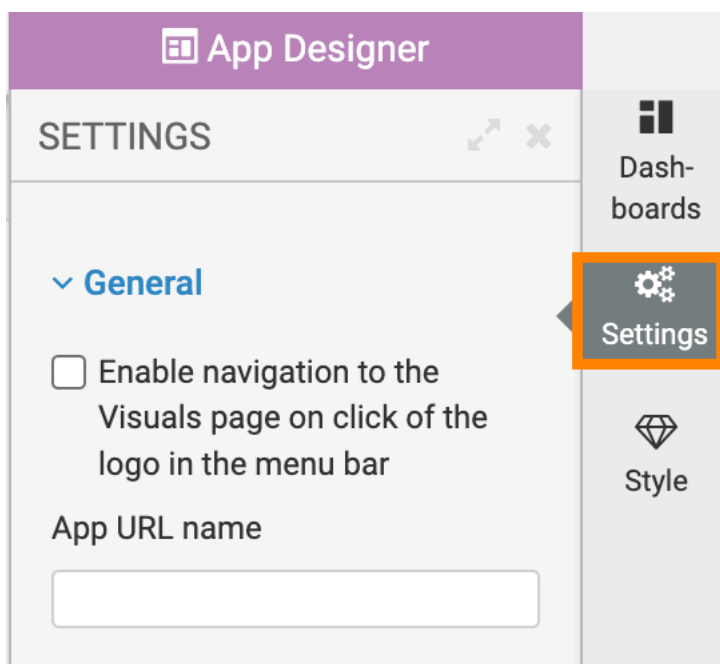 App Designer
SETTINGS
General
Enable navigation to the
Visuals page on click of the
logo in the menu bar
App URL name
Dash-
boards
Settings
Style